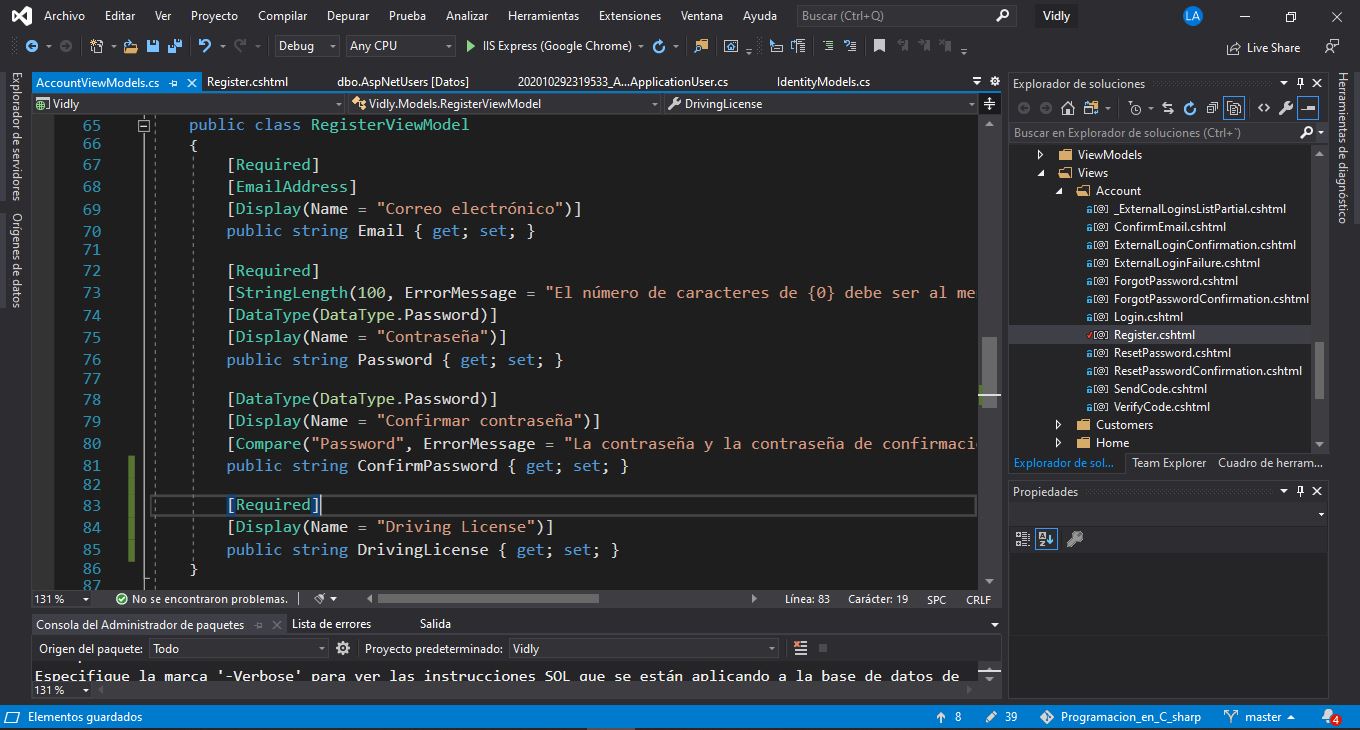 Archivo Editar Ver Proyecto Compilar Depurar Prueba Analizar Herramientas Extensiones Ventana Ayuda Buscar (Ctrl+Q) Vidly LA
Debug Any CPU IIS Express (Google Chrome) Live Share
Explorador de servidores
Orígenes de datos
AccountViewModels.cs Register.cshtml dbo.AspNetUsers [Datos] 202010292319533_A...ApplicationUser.cs IdentityModels.cs
Vidly Vidly.Models.RegisterViewModel DrivingLicense
65 public class RegisterViewModel
66 {
67 [Required]
68 [EmailAddress]
69 [Display(Name = "Correo electrónico")]
70 public string Email { get; set; }
71
72 [Required]
73 [StringLength(100, ErrorMessage = "El número de caracteres de {0} debe ser al me
74 [DataType(DataType.Password)]
75 [Display(Name = "Contraseña")]
76 public string Password { get; set; }
77
78 [DataType(DataType.Password)]
79 [Display(Name = "Confirmar contraseña")]
80 [Compare("Password", ErrorMessage = "La contraseña y la contraseña de confirmaci
81 public string ConfirmPassword { get; set; }
82
83 [Required]
84 [Display(Name = "Driving License")]
85 public string DrivingLicense { get; set; }
86 }
87
131 % No se encontraron problemas. Línea: 83 Carácter: 19 SPC CRLF
Consola del Administrador de paquetes Lista de errores Salida
Origen del paquete: Todo Proyecto predeterminado: Vidly
Especifique la marca '-Verbose' para ver las instrucciones SQL que se están aplicando a la base de datos de
131 %
Explorador de soluciones
Buscar en Explorador de soluciones (Ctrl+´)
ViewModels
Views
Account
_ExternalLoginsListPartial.cshtml
ConfirmEmail.cshtml
ExternalLoginConfirmation.cshtml
ExternalLoginFailure.cshtml
ForgotPassword.cshtml
ForgotPasswordConfirmation.cshtml
Login.cshtml
Register.cshtml
ResetPassword.cshtml
ResetPasswordConfirmation.cshtml
SendCode.cshtml
VerifyCode.cshtml
Customers
Home
Explorador de sol... Team Explorer Cuadro de herram...
Propiedades
Herramientas de diagnóstico
Elementos guardados 8 39 Programacion_en_C_sharp master 4